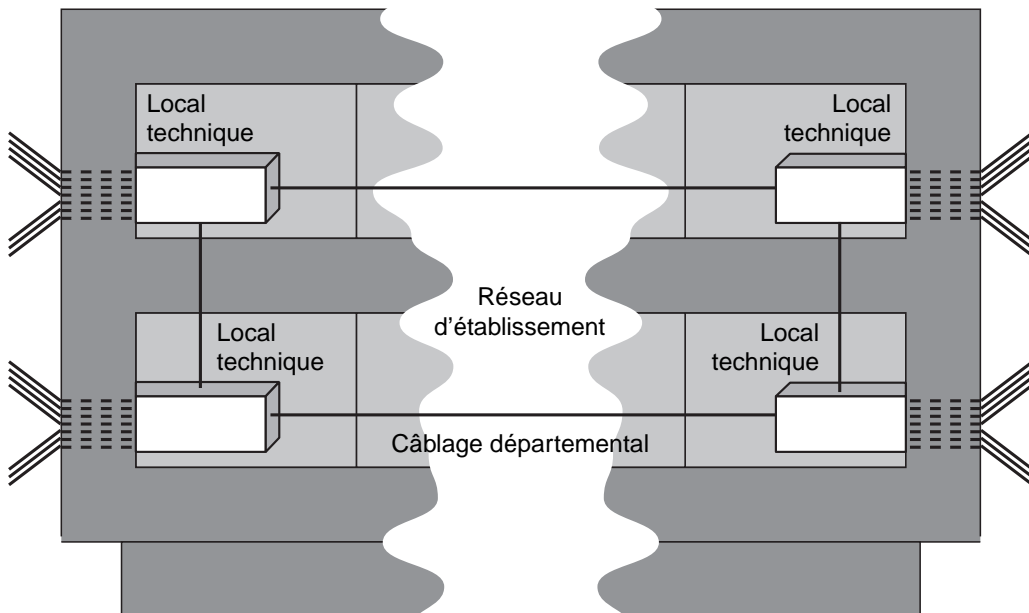 Local
technique
Local
technique
Réseau
d'établissement
Local
technique
Local
technique
Câblage départemental